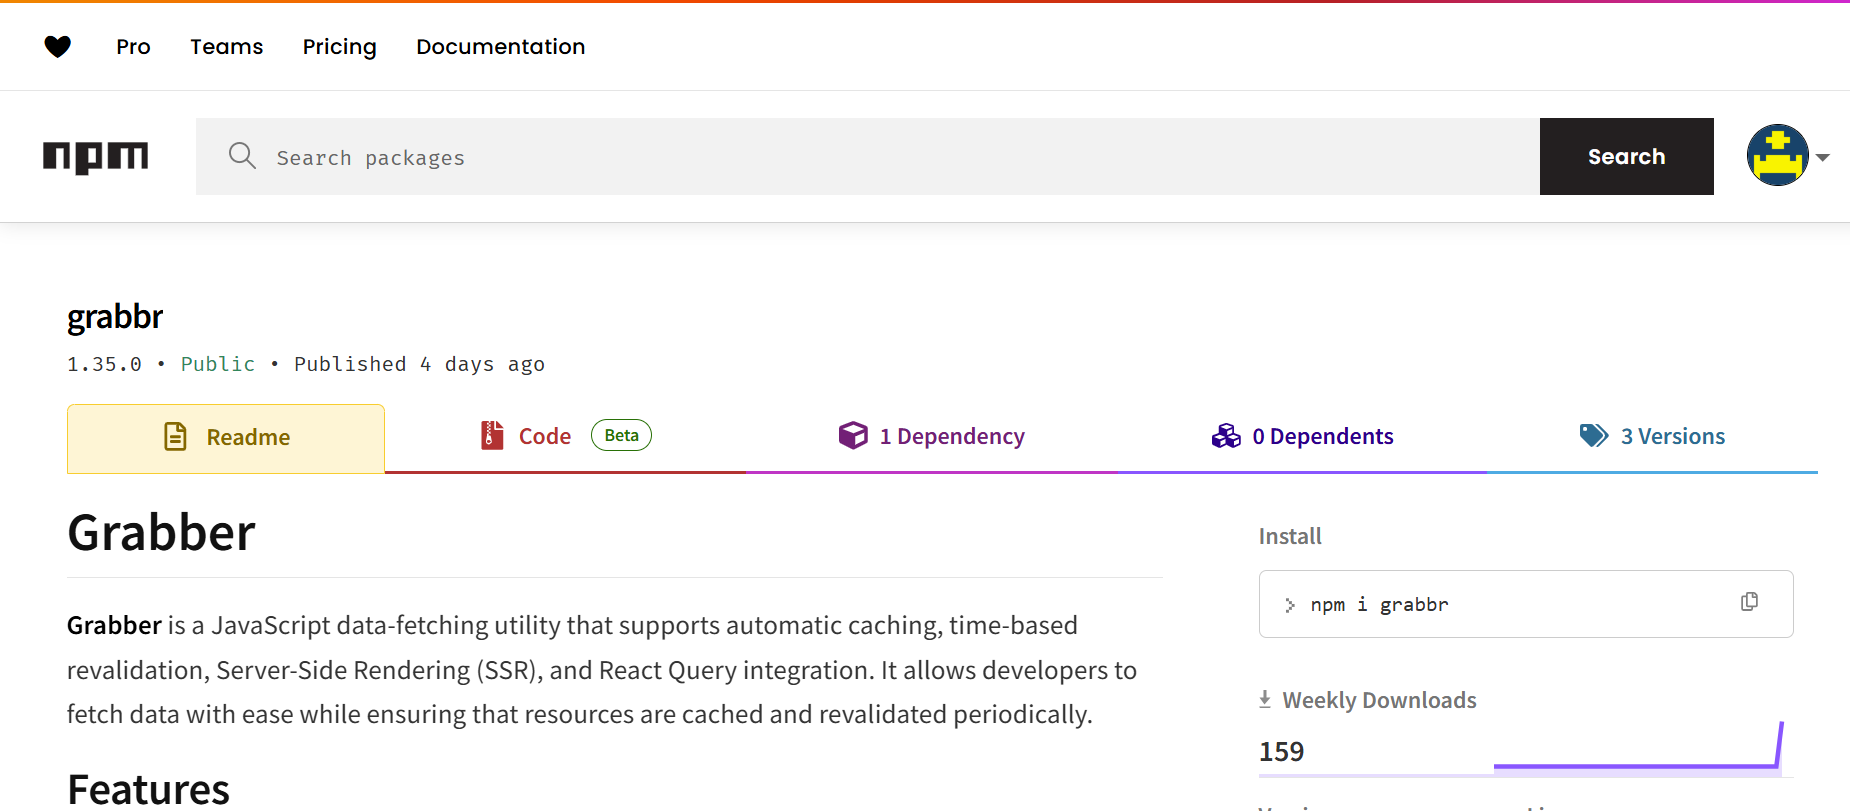 Pro Teams Pricing Documentation
npm Search packages Search
grabbr
1.35.0 • Public • Published 4 days ago
Readme Code Beta 1 Dependency 0 Dependents 3 Versions
Grabber
Grabber is a JavaScript data-fetching utility that supports automatic caching, time-based
revalidation, Server-Side Rendering (SSR), and React Query integration. It allows developers to
fetch data with ease while ensuring that resources are cached and revalidated periodically.
Features
Install
> npm i grabbr
Weekly Downloads
159